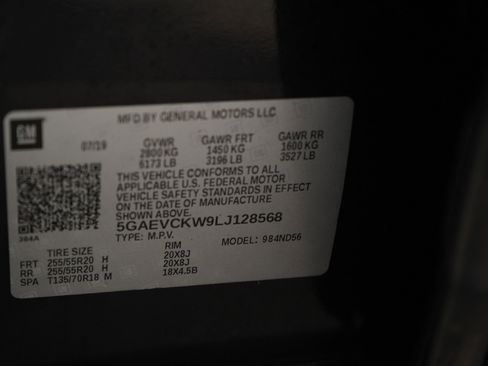 GM
MFD BY GENERAL MOTORS LLC
07/19 GVWR GAWR FRT GAWR RR
2800 KG 1450 KG 1600 KG
6173 LB 3196 LB 3527 LB
THIS VEHICLE CONFORMS TO ALL
APPLICABLE U.S. FEDERAL MOTOR
VEHICLE SAFETY STANDARDS IN EFFECT
ON THE DATE OF MANUFACTURE
SHOWN ABOVE.
384A
5GAEVCKW9LJ128568
TYPE: M.P.V. MODEL: 984ND56
TIRE SIZE RIM
FRT 255/55R20 H 20X8J
RR 255/55R20 H 20X8J
SPA T135/70R18 M 18X4.5B